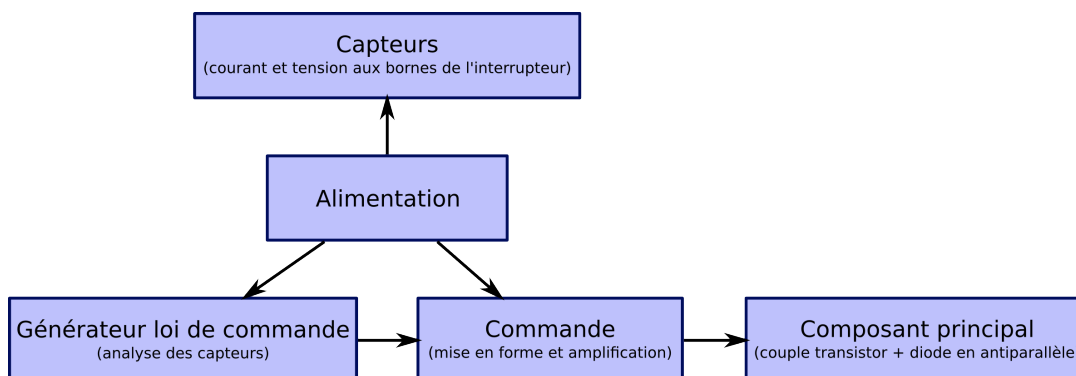 Capteurs
(courant et tension aux bornes de l'interrupteur)
Alimentation
Générateur loi de commande
(analyse des capteurs)
Commande
(mise en forme et amplification)
Composant principal
(couple transistor + diode en antiparallèle